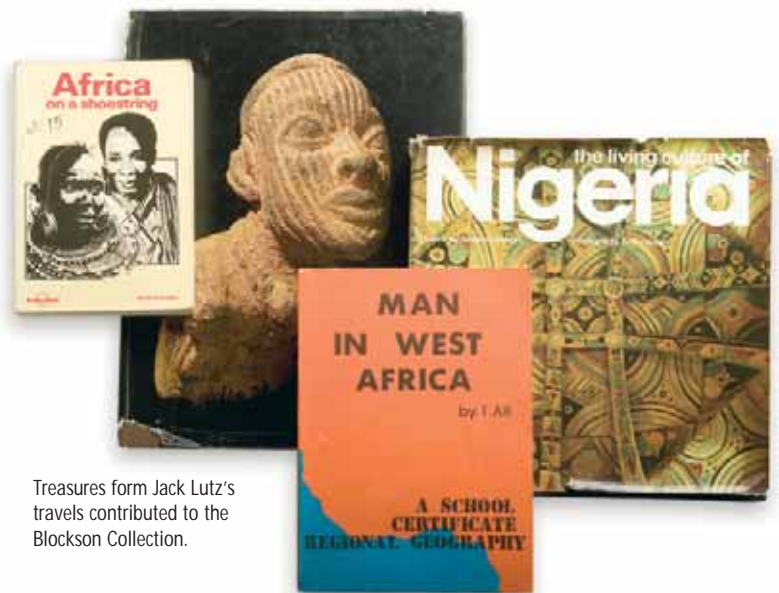 Africa
on a shoestring
the living culture of
Nigeria
MAN
IN WEST
AFRICA
by I Ali
A SCHOOL
CERTIFICATE
REGIONAL GEOGRAPHY
Treasures form Jack Lutz's
travels contributed to the
Blockson Collection.